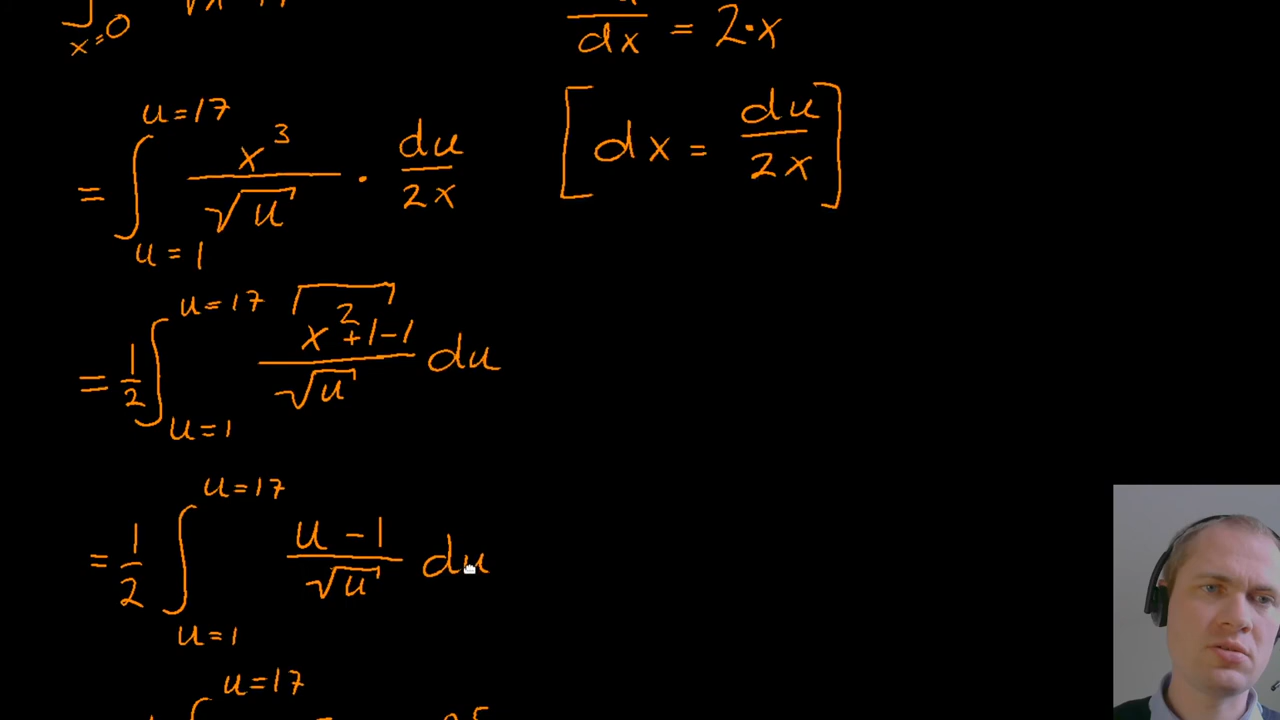 x=0
dx = 2·x
u=17
= ∫ x³/√u · du/2x [dx = du/2x]
u=1
u=17
= 1/2 ∫ x²+1-1/√u du
u=1
u=17
= 1/2 ∫ u-1/√u du
u=1
u=17